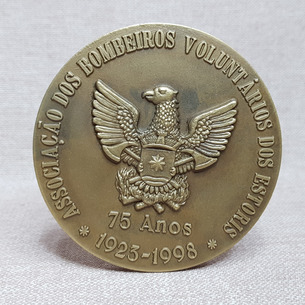 ASSOCIAÇÃO DOS BOMBEIROS VOLUNTÁRIOS DOS ESTORIS
75 Anos
* 1923-1998 *